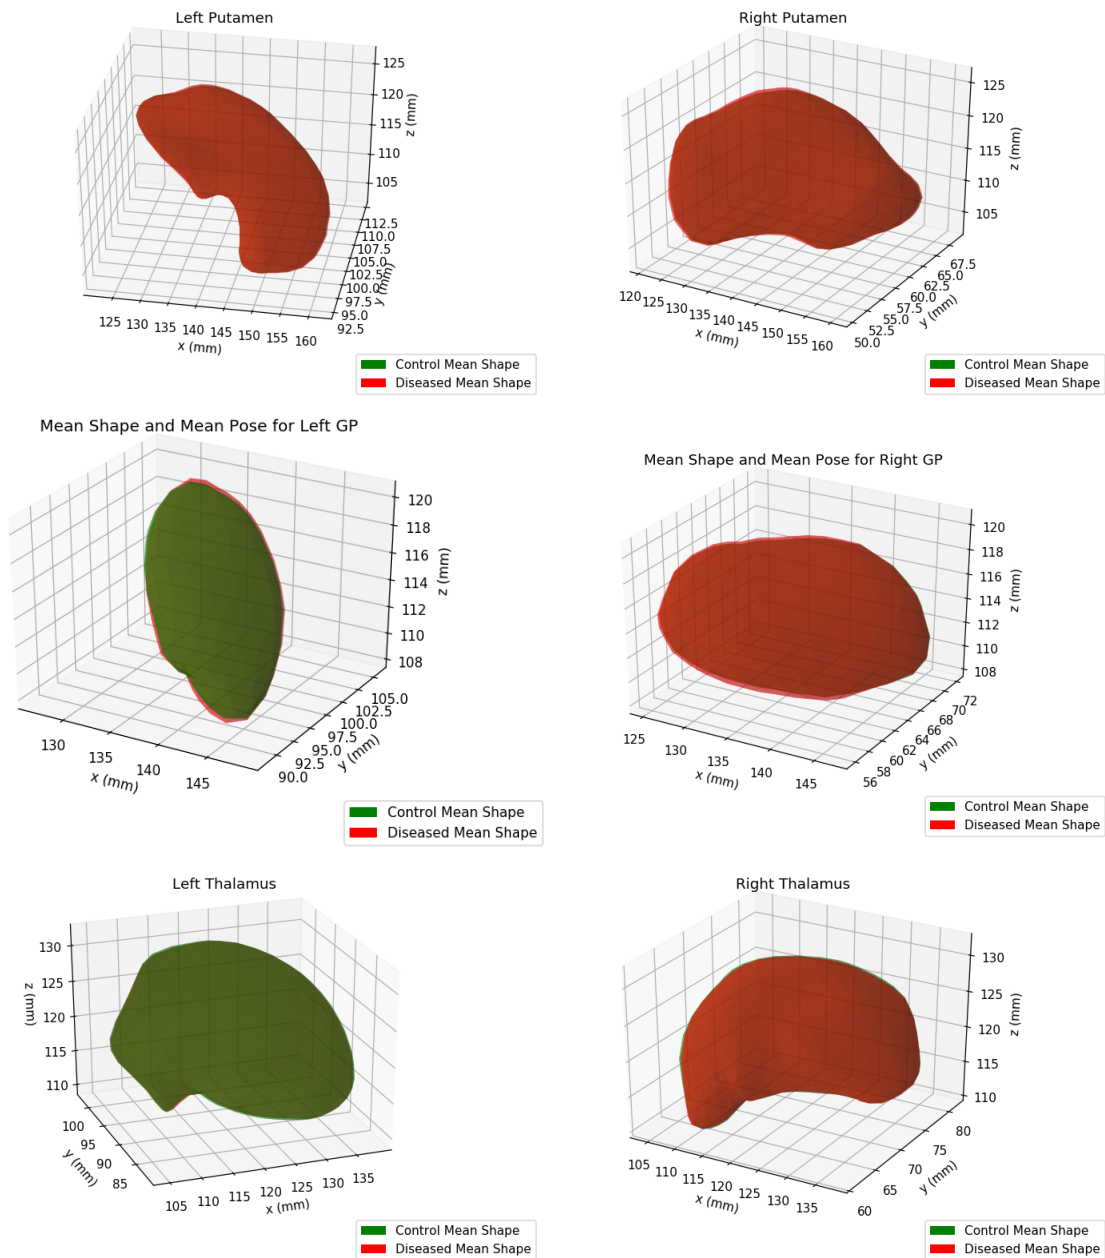 Left Putamen
125
120
115
110
105
z (mm)
112.5
110.0
107.5
105.0
102.5
100.0
97.5
95.0
92.5
y (mm)
125 130 135 140 145 150 155 160
x (mm)
Control Mean Shape
Diseased Mean Shape
Right Putamen
125
120
115
110
105
z (mm)
67.5
65.0
62.5
60.0
57.5
55.0
52.5
50.0
y (mm)
120 125 130 135 140 145 150 155 160
x (mm)
Control Mean Shape
Diseased Mean Shape
Mean Shape and Mean Pose for Left GP
120
118
116
114
112
110
108
z (mm)
105.0
102.5
100.0
97.5
95.0
92.5
90.0
y (mm)
130 135 140 145
x (mm)
Control Mean Shape
Diseased Mean Shape
Mean Shape and Mean Pose for Right GP
120
118
116
114
112
110
108
z (mm)
72
70
68
66
64
62
60
58
56
y (mm)
125 130 135 140 145
x (mm)
Control Mean Shape
Diseased Mean Shape
Left Thalamus
130
125
120
115
110
z (mm)
100
95
90
85
y (mm)
105 110 115 120 125 130 135
x (mm)
Control Mean Shape
Diseased Mean Shape
Right Thalamus
130
125
120
115
110
z (mm)
80
75
70
65
60
y (mm)
105 110 115 120 125 130 135
x (mm)
Control Mean Shape
Diseased Mean Shape